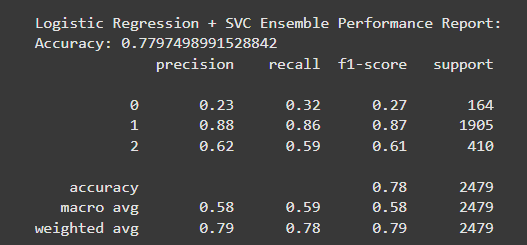 Logistic Regression + SVC Ensemble Performance Report:
Accuracy: 0.7797498991528842
precision recall f1-score support
0 0.23 0.32 0.27 164
1 0.88 0.86 0.87 1905
2 0.62 0.59 0.61 410
accuracy 0.78 2479
macro avg 0.58 0.59 0.58 2479
weighted avg 0.79 0.78 0.79 2479